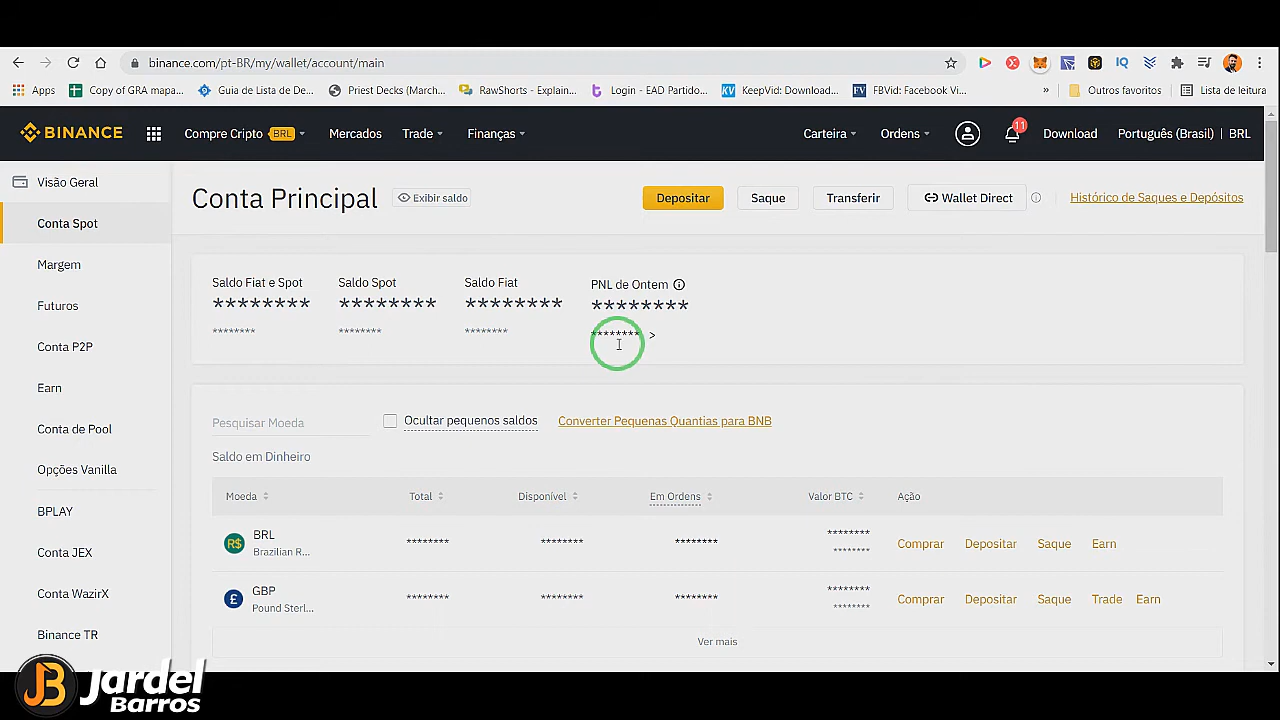 binance.com/pt-BR/my/wallet/account/main
Apps Copy of GRA mapa... Guia de Lista de De... Priest Decks (March... RawShorts - Explain... Login - EAD Partido... KeepVid Download... FBVid: Facebook Vi... » Outros favoritos Lista de leitura
BINANCE Compre Cripto BRL Mercados Trade Finanças Carteira Ordens 11 Download Português (Brasil) | BRL
Visão Geral
Conta Spot
Margem
Futuros
Conta P2P
Earn
Conta de Pool
Opções Vanilla
BPLAY
Conta JEX
Conta WazirX
Binance TR
Conta Principal Exibir saldo Depositar Saque Transferir Wallet Direct Histórico de Saques e Depósitos
Saldo Fiat e Spot Saldo Spot Saldo Fiat PNL de Ontem
******** ******** ******** ********
******** ******** ******** ******** >
Pesquisar Moeda Ocultar pequenos saldos Converter Pequenas Quantias para BNB
Saldo em Dinheiro
Moeda Total Disponível Em Ordens Valor BTC Ação
R$ BRL ******** ******** ******** ******** Comprar Depositar Saque Earn
Brazilian R... ********
£ GBP ******** ******** ******** ******** Comprar Depositar Saque Trade Earn
Pound Sterl... ********
Ver mais
JB Jardel
Barros